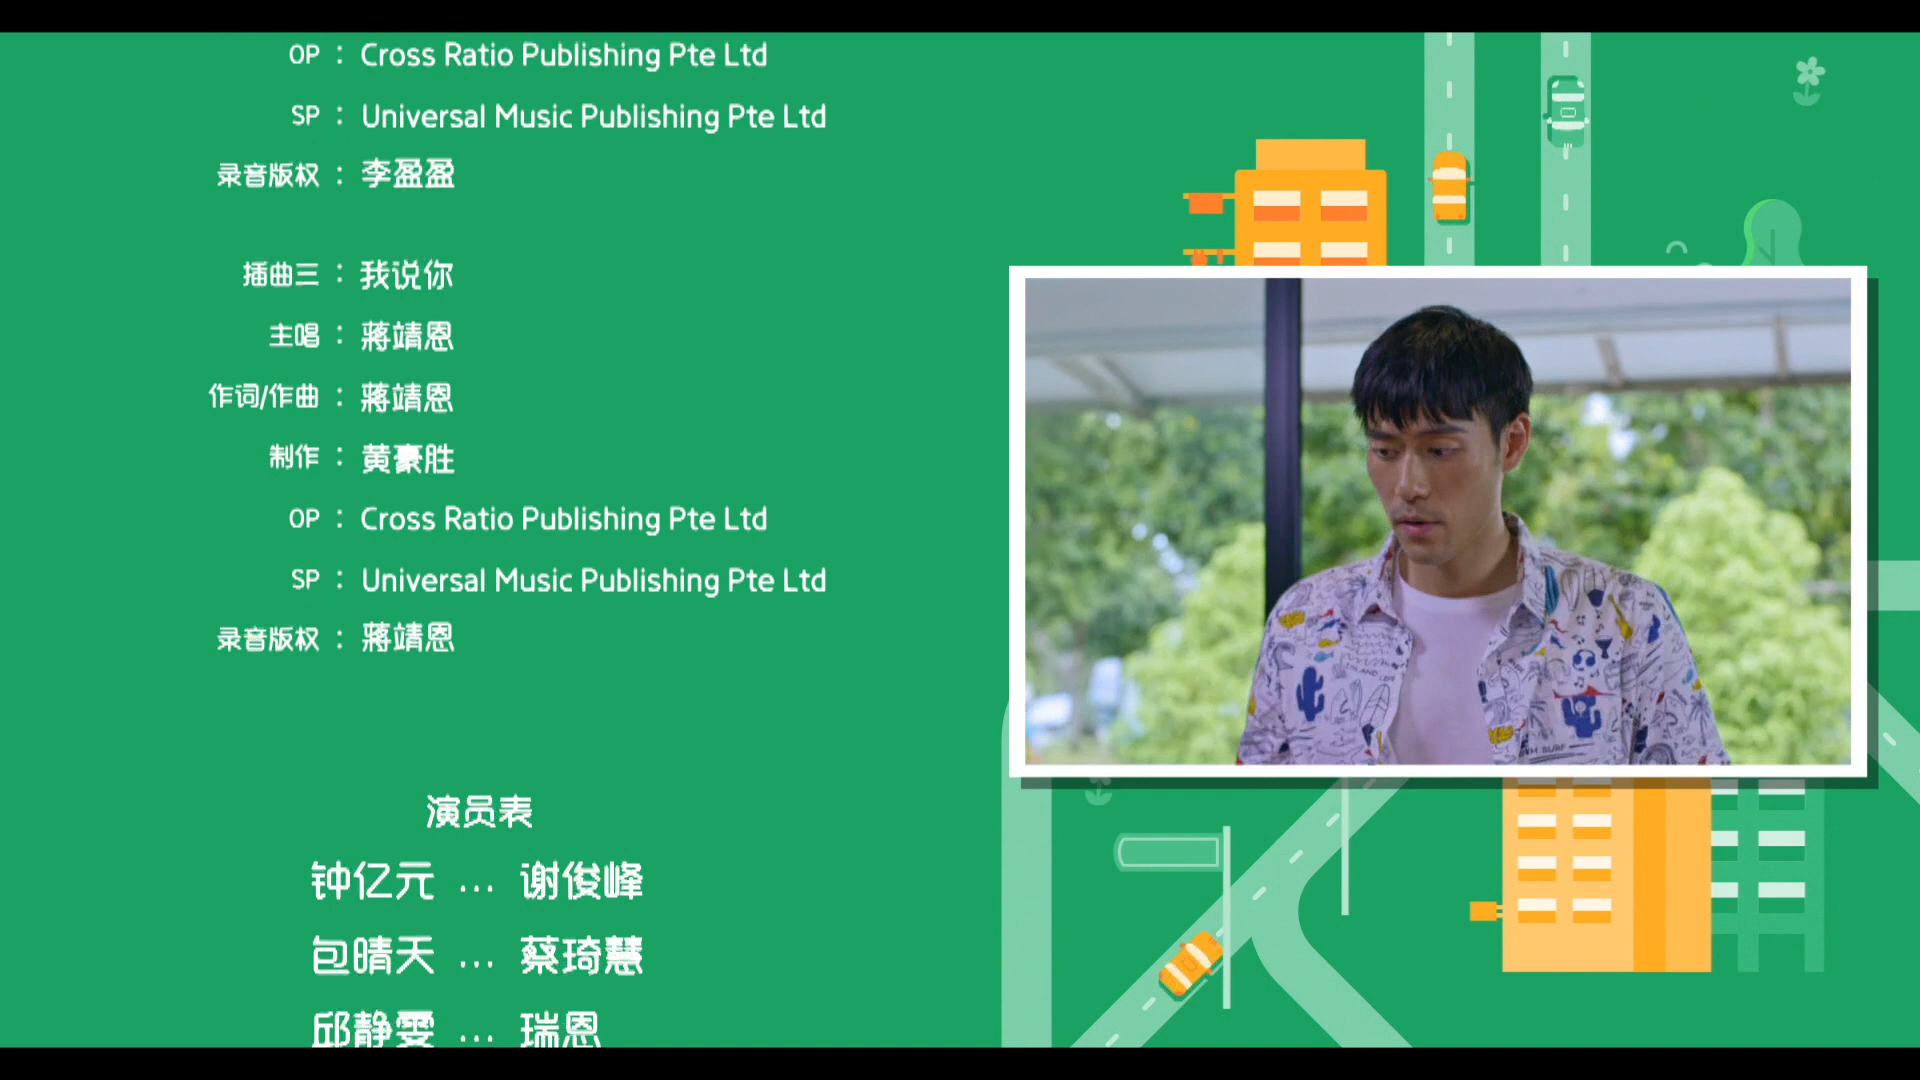 OP : Cross Ratio Publishing Pte Ltd
SP : Universal Music Publishing Pte Ltd
录音版权 : 李盈盈
插曲三 : 我说你
主唱 : 蒋靖恩
作词/作曲 : 蒋靖恩
制作 : 黄豪胜
OP : Cross Ratio Publishing Pte Ltd
SP : Universal Music Publishing Pte Ltd
录音版权 : 蒋靖恩
演员表
钟亿元 ... 谢俊峰
包晴天 ... 蔡琦慧
邱静雯 ... 瑞恩